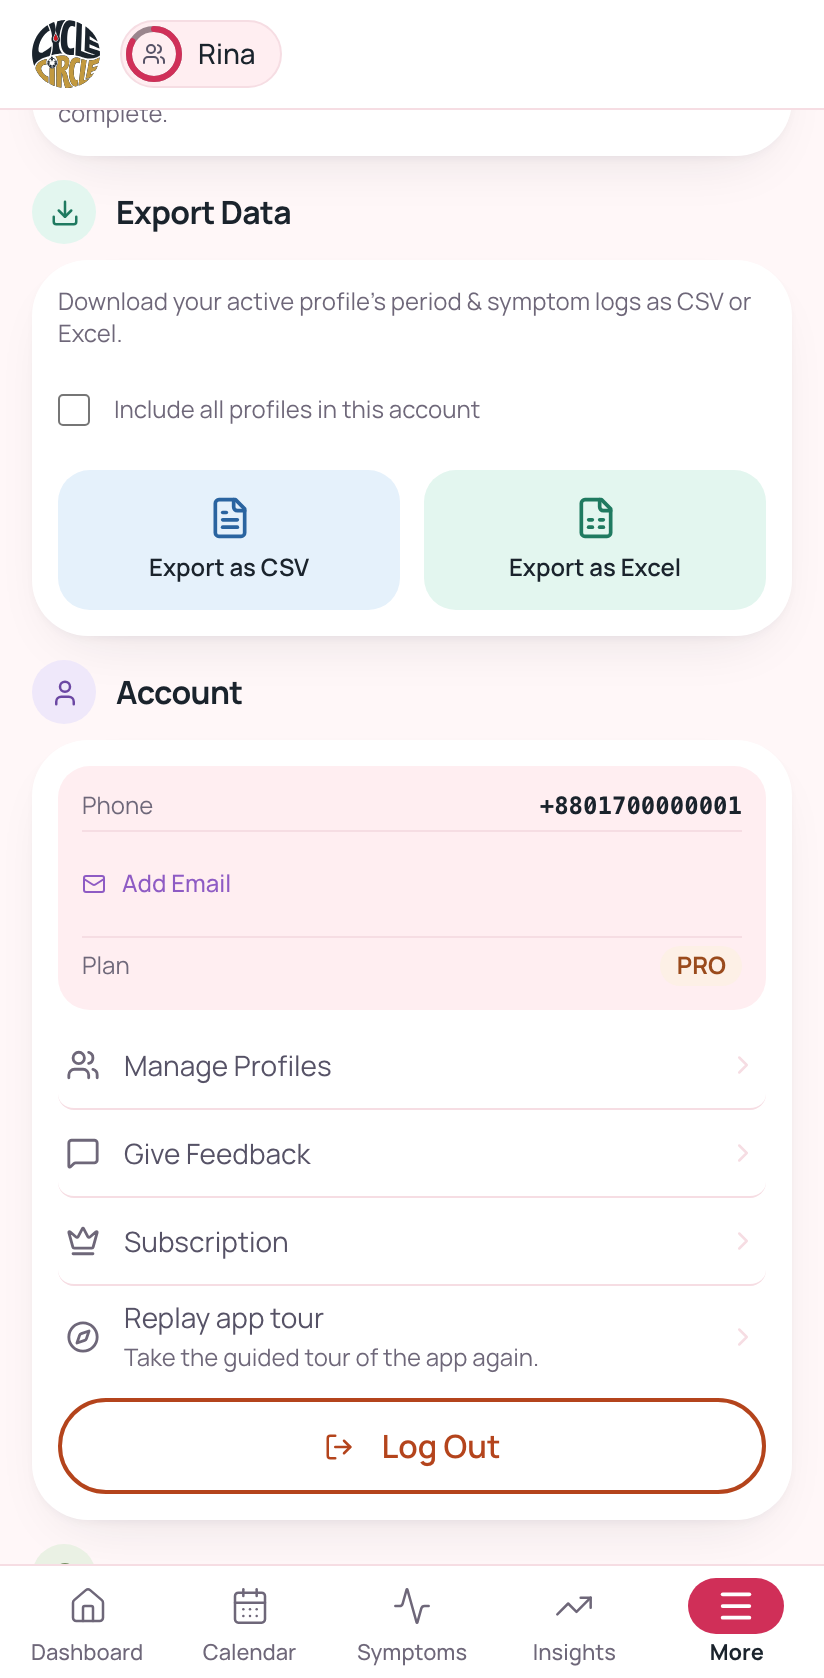 CYCLE
CIRCLE
Rina
complete.
Export Data
Download your active profile's period & symptom logs as CSV or
Excel.
Include all profiles in this account
Export as CSV
Export as Excel
Account
Phone
+8801700000001
Add Email
Plan
PRO
Manage Profiles
Give Feedback
Subscription
Replay app tour
Take the guided tour of the app again.
Log Out
Dashboard
Calendar
Symptoms
Insights
More